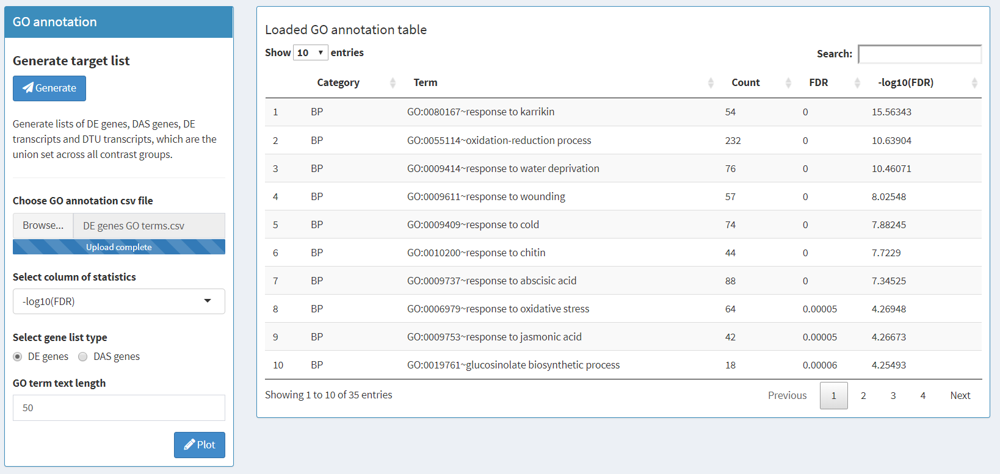 GO annotation
Generate target list
Generate
Generate lists of DE genes, DAS genes, DE
transcripts and DTU transcripts, which are the
union set across all contrast groups.
Choose GO annotation csv file
Browse... DE genes GO terms.csv
Upload complete
Select column of statistics
-log10(FDR)
Select gene list type
DE genes DAS genes
GO term text length
50
Plot
Loaded GO annotation table
Show 10 entries Search:
Category Term Count FDR -log10(FDR)
1 BP GO:0080167~response to karrikin 54 0 15.56343
2 BP GO:0055114~oxidation-reduction process 232 0 10.63904
3 BP GO:0009414~response to water deprivation 76 0 10.46071
4 BP GO:0009611~response to wounding 57 0 8.02548
5 BP GO:0009409~response to cold 74 0 7.88245
6 BP GO:0010200~response to chitin 44 0 7.7229
7 BP GO:0009737~response to abscisic acid 88 0 7.34525
8 BP GO:0006979~response to oxidative stress 64 0.00005 4.26948
9 BP GO:0009753~response to jasmonic acid 42 0.00005 4.26673
10 BP GO:0019761~glucosinolate biosynthetic process 18 0.00006 4.25493
Showing 1 to 10 of 35 entries Previous 1 2 3 4 Next